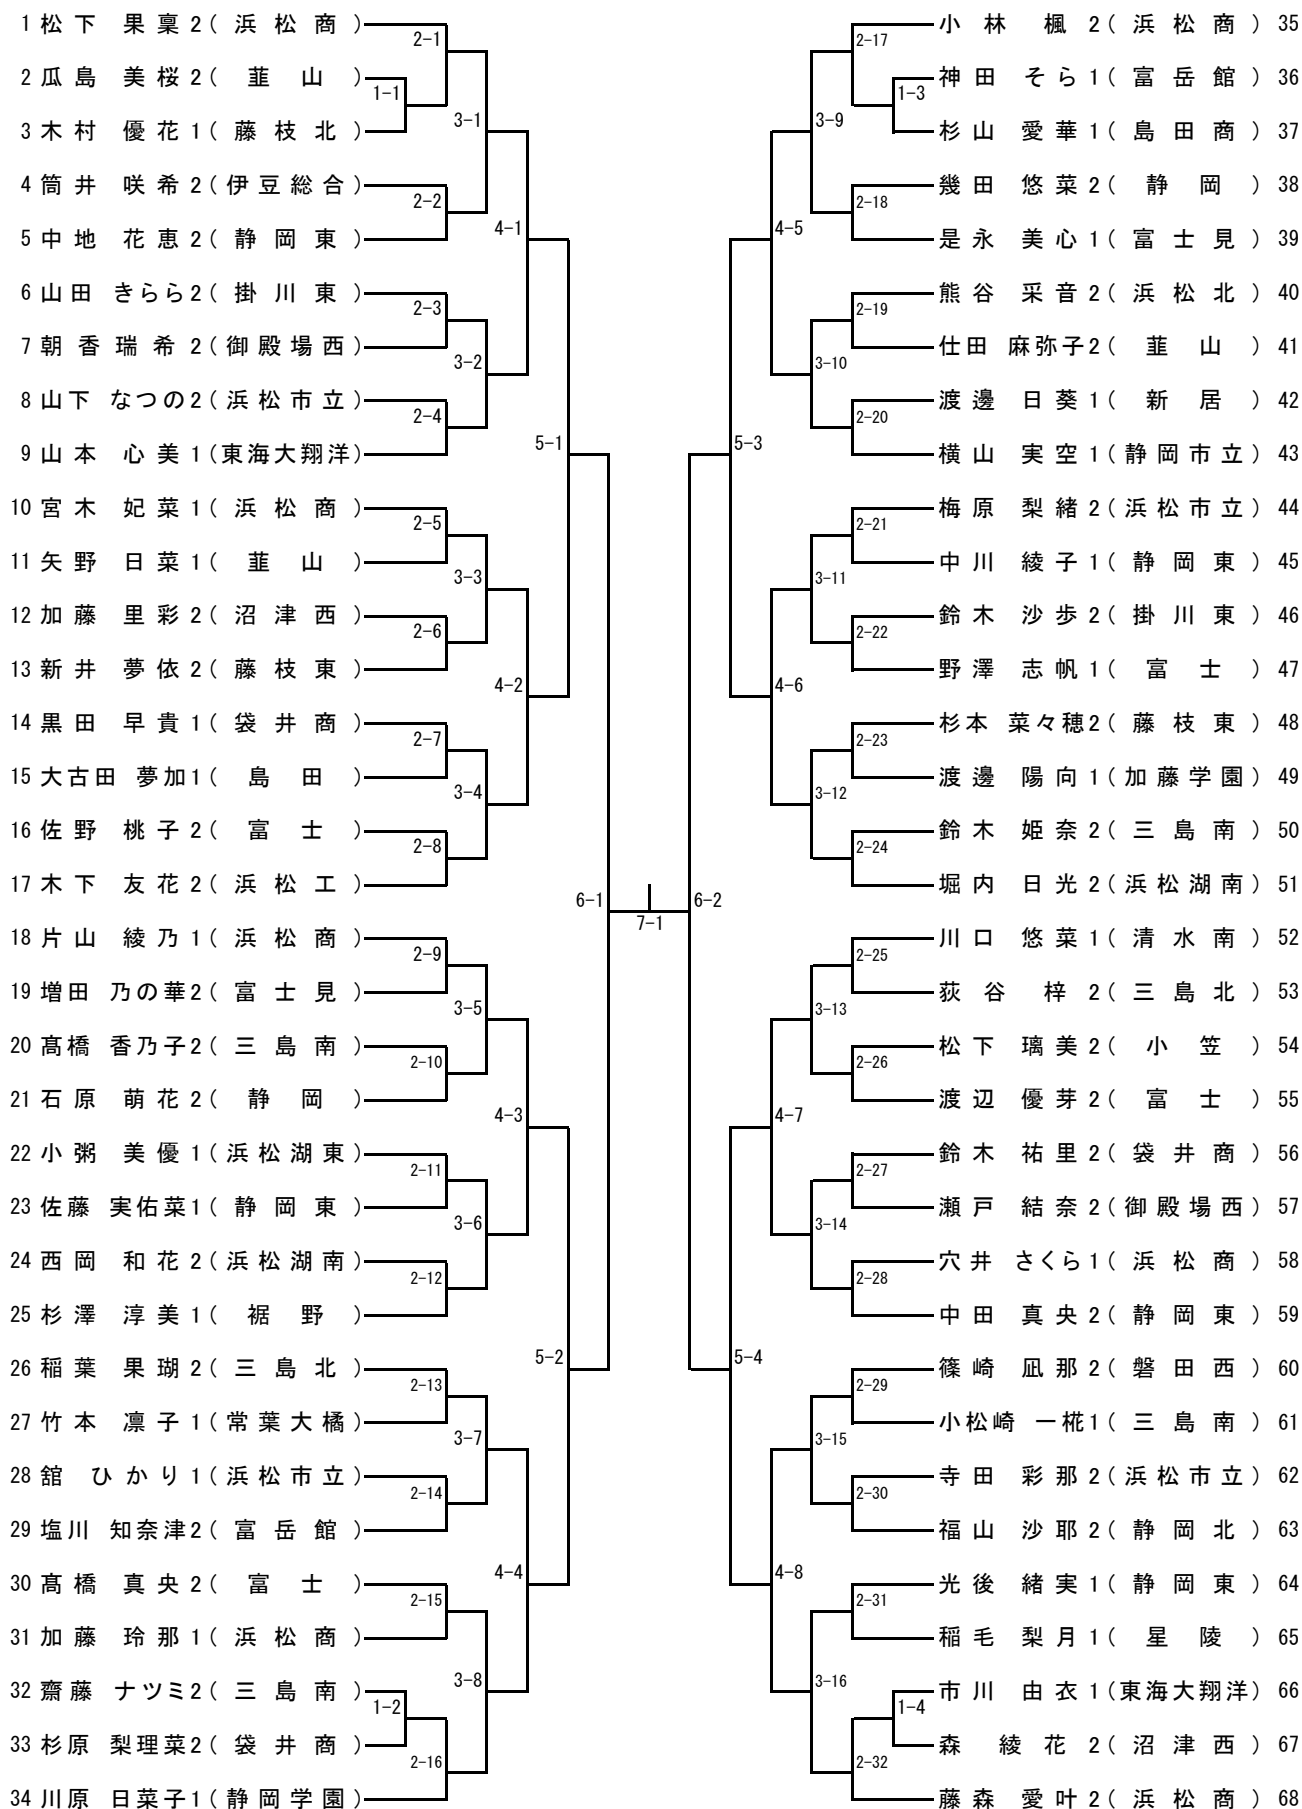 1 松下 果稟 2 (浜松商)
2 瓜島 美桜 2 (韮山)
3 木村 優花 1 (藤枝北)
4 筒井 咲希 2 (伊豆総合)
5 中地 花恵 2 (静岡東)
6 山田 きらら 2 (掛川東)
7 朝香 瑞希 2 (御殿場西)
8 山下 なつの 2 (浜松市立)
9 山本 心美 1 (東海大翔洋)
10 宮木 妃菜 1 (浜松商)
11 矢野 日菜 1 (韮山)
12 加藤 里彩 2 (沼津西)
13 新井 夢依 2 (藤枝東)
14 黒田 早貴 1 (袋井商)
15 大古田 夢加 1 (島田)
16 佐野 桃子 2 (富士)
17 木下 友花 2 (浜松工)
18 片山 綾乃 1 (浜松商)
19 増田 乃の華 2 (富士見)
20 髙橋 香乃子 2 (三島南)
21 石原 萌花 2 (静岡)
22 小粥 美優 1 (浜松湖東)
23 佐藤 実佑菜 1 (静岡東)
24 西岡 和花 2 (浜松湖南)
25 杉澤 淳美 1 (裾野)
26 稲葉 果瑚 2 (三島北)
27 竹本 凛子 1 (常葉大橘)
28 舘 ひかり 1 (浜松市立)
29 塩川 知奈津 2 (富岳館)
30 髙橋 真央 2 (富士)
31 加藤 玲那 1 (浜松商)
32 齋藤 ナツミ 2 (三島南)
33 杉原 梨理菜 2 (袋井商)
34 川原 日菜子 1 (静岡学園)
1-1
1-2
2-1
2-2
2-3
2-4
2-5
2-6
2-7
2-8
2-9
2-10
2-11
2-12
2-13
2-14
2-15
2-16
3-1
3-2
3-3
3-4
3-5
3-6
3-7
3-8
4-1
4-2
4-3
4-4
5-1
5-2
6-1
7-1
6-2
5-3
5-4
4-5
4-6
4-7
4-8
3-9
3-10
3-11
3-12
3-13
3-14
3-15
3-16
2-17
2-18
2-19
2-20
2-21
2-22
2-23
2-24
2-25
2-26
2-27
2-28
2-29
2-30
2-31
2-32
1-3
1-4
小林 楓 2 (浜松商) 35
神田 そら 1 (富岳館) 36
杉山 愛華 1 (島田商) 37
幾田 悠菜 2 (静岡) 38
是永 美心 1 (富士見) 39
熊谷 采音 2 (浜松北) 40
仕田 麻弥子 2 (韮山) 41
渡邊 日葵 1 (新居) 42
横山 実空 1 (静岡市立) 43
梅原 梨緒 2 (浜松市立) 44
中川 綾子 1 (静岡東) 45
鈴木 沙歩 2 (掛川東) 46
野澤 志帆 1 (富士) 47
杉本 菜々穂 2 (藤枝東) 48
渡邊 陽向 1 (加藤学園) 49
鈴木 姫奈 2 (三島南) 50
堀内 日光 2 (浜松湖南) 51
川口 悠菜 1 (清水南) 52
荻谷 梓 2 (三島北) 53
松下 璃美 2 (小笠) 54
渡辺 優芽 2 (富士) 55
鈴木 祐里 2 (袋井商) 56
瀬戸 結奈 2 (御殿場西) 57
穴井 さくら 1 (浜松商) 58
中田 真央 2 (静岡東) 59
篠崎 凪那 2 (磐田西) 60
小松崎 一椛 1 (三島南) 61
寺田 彩那 2 (浜松市立) 62
福山 沙耶 2 (静岡北) 63
光後 緒実 1 (静岡東) 64
稲毛 梨月 1 (星陵) 65
市川 由衣 1 (東海大翔洋) 66
森 綾花 2 (沼津西) 67
藤森 愛叶 2 (浜松商) 68